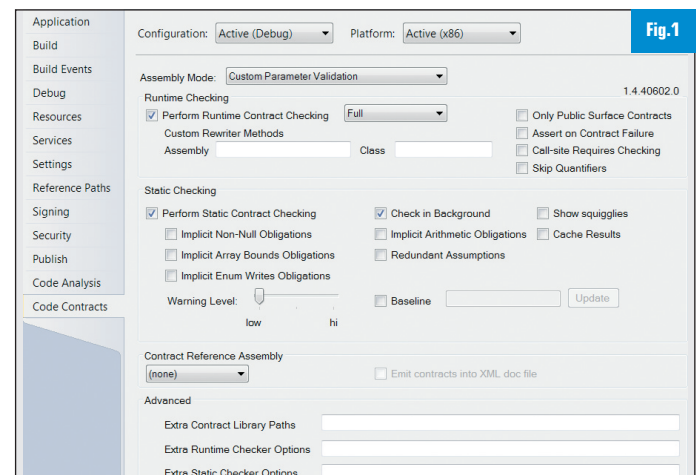 Application
Build
Build Events
Debug
Resources
Services
Settings
Reference Paths
Signing
Security
Publish
Code Analysis
Code Contracts
Configuration: Active (Debug) Platform: Active (x86)
Fig.1
Assembly Mode: Custom Parameter Validation
1.4.40602.0
Runtime Checking
Perform Runtime Contract Checking Full Only Public Surface Contracts
Custom Rewriter Methods Assert on Contract Failure
Assembly Class Call-site Requires Checking
Skip Quantifiers
Static Checking
Perform Static Contract Checking Check in Background Show squigglies
Implicit Non-Null Obligations Implicit Arithmetic Obligations Cache Results
Implicit Array Bounds Obligations Redundant Assumptions
Implicit Enum Writes Obligations
Warning Level: Baseline Update
low hi
Contract Reference Assembly
(none) Emit contracts into XML doc file
Advanced
Extra Contract Library Paths
Extra Runtime Checker Options
Extra Static Checker Options